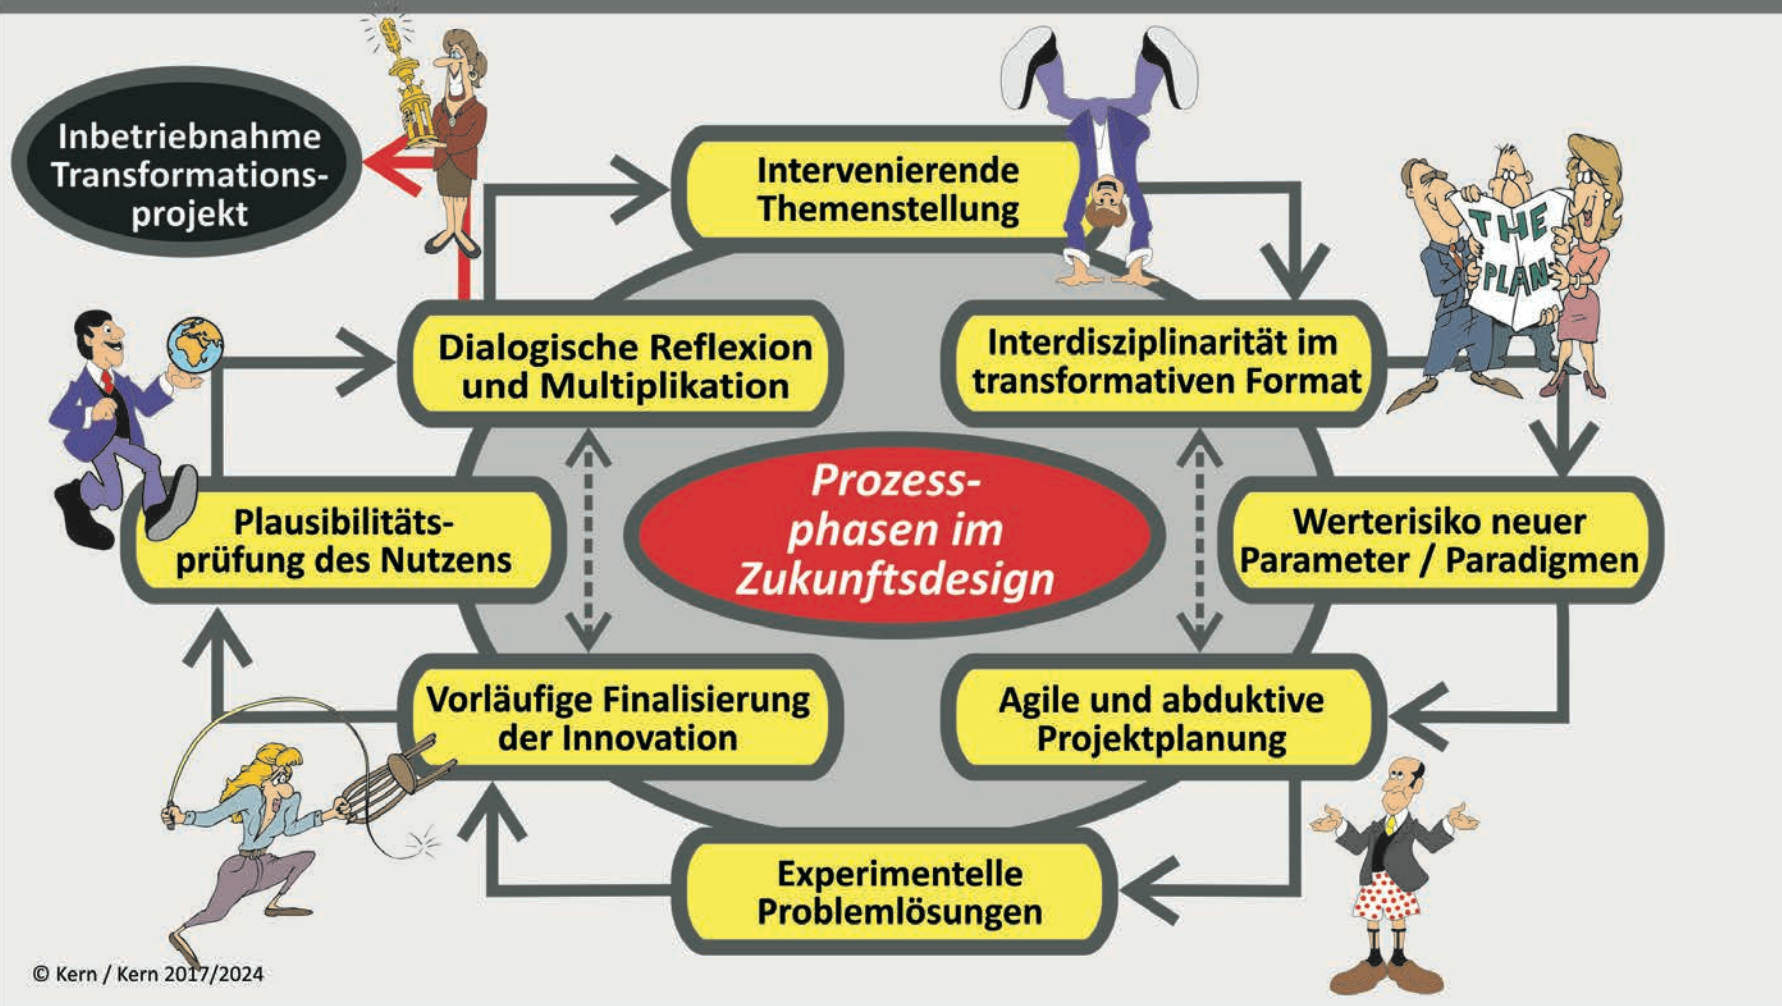 Inbetriebnahme
Transformations-
projekt
Intervenierende
Themenstellung
THE
PLAN
Dialogische Reflexion
und Multiplikation
Interdisziplinarität im
transformativen Format
Prozess-
phasen im
Zukunftsdesign
Plausibilitäts-
prüfung des Nutzens
Werterisiko neuer
Parameter / Paradigmen
Vorläufige Finalisierung
der Innovation
Agile und abduktive
Projektplanung
Experimentelle
Problemlösungen
© Kern / Kern 2017/2024